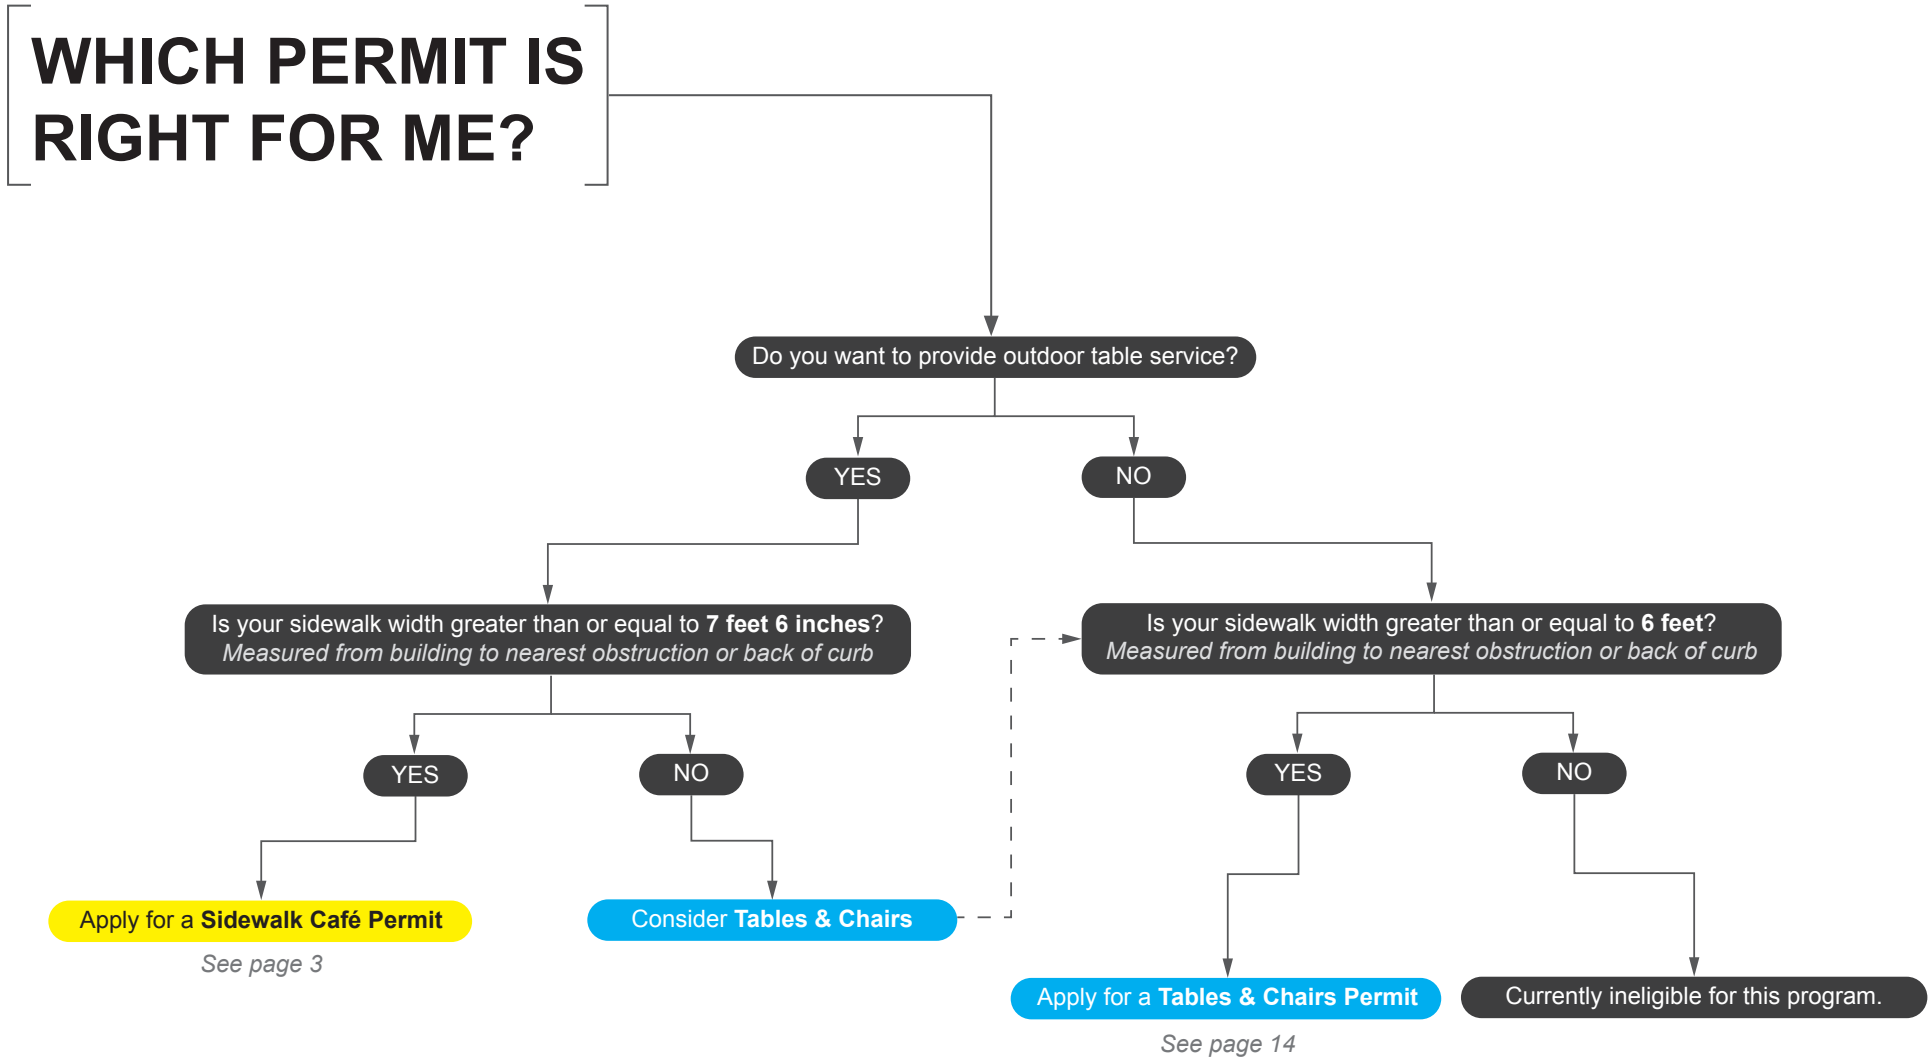 WHICH PERMIT IS
RIGHT FOR ME?
Do you want to provide outdoor table service?
YES
NO
Is your sidewalk width greater than or equal to 7 feet 6 inches?
Measured from building to nearest obstruction or back of curb
Is your sidewalk width greater than or equal to 6 feet?
Measured from building to nearest obstruction or back of curb
YES
NO
YES
NO
Apply for a Sidewalk Café Permit
See page 3
Consider Tables & Chairs
Apply for a Tables & Chairs Permit
See page 14
Currently ineligible for this program.